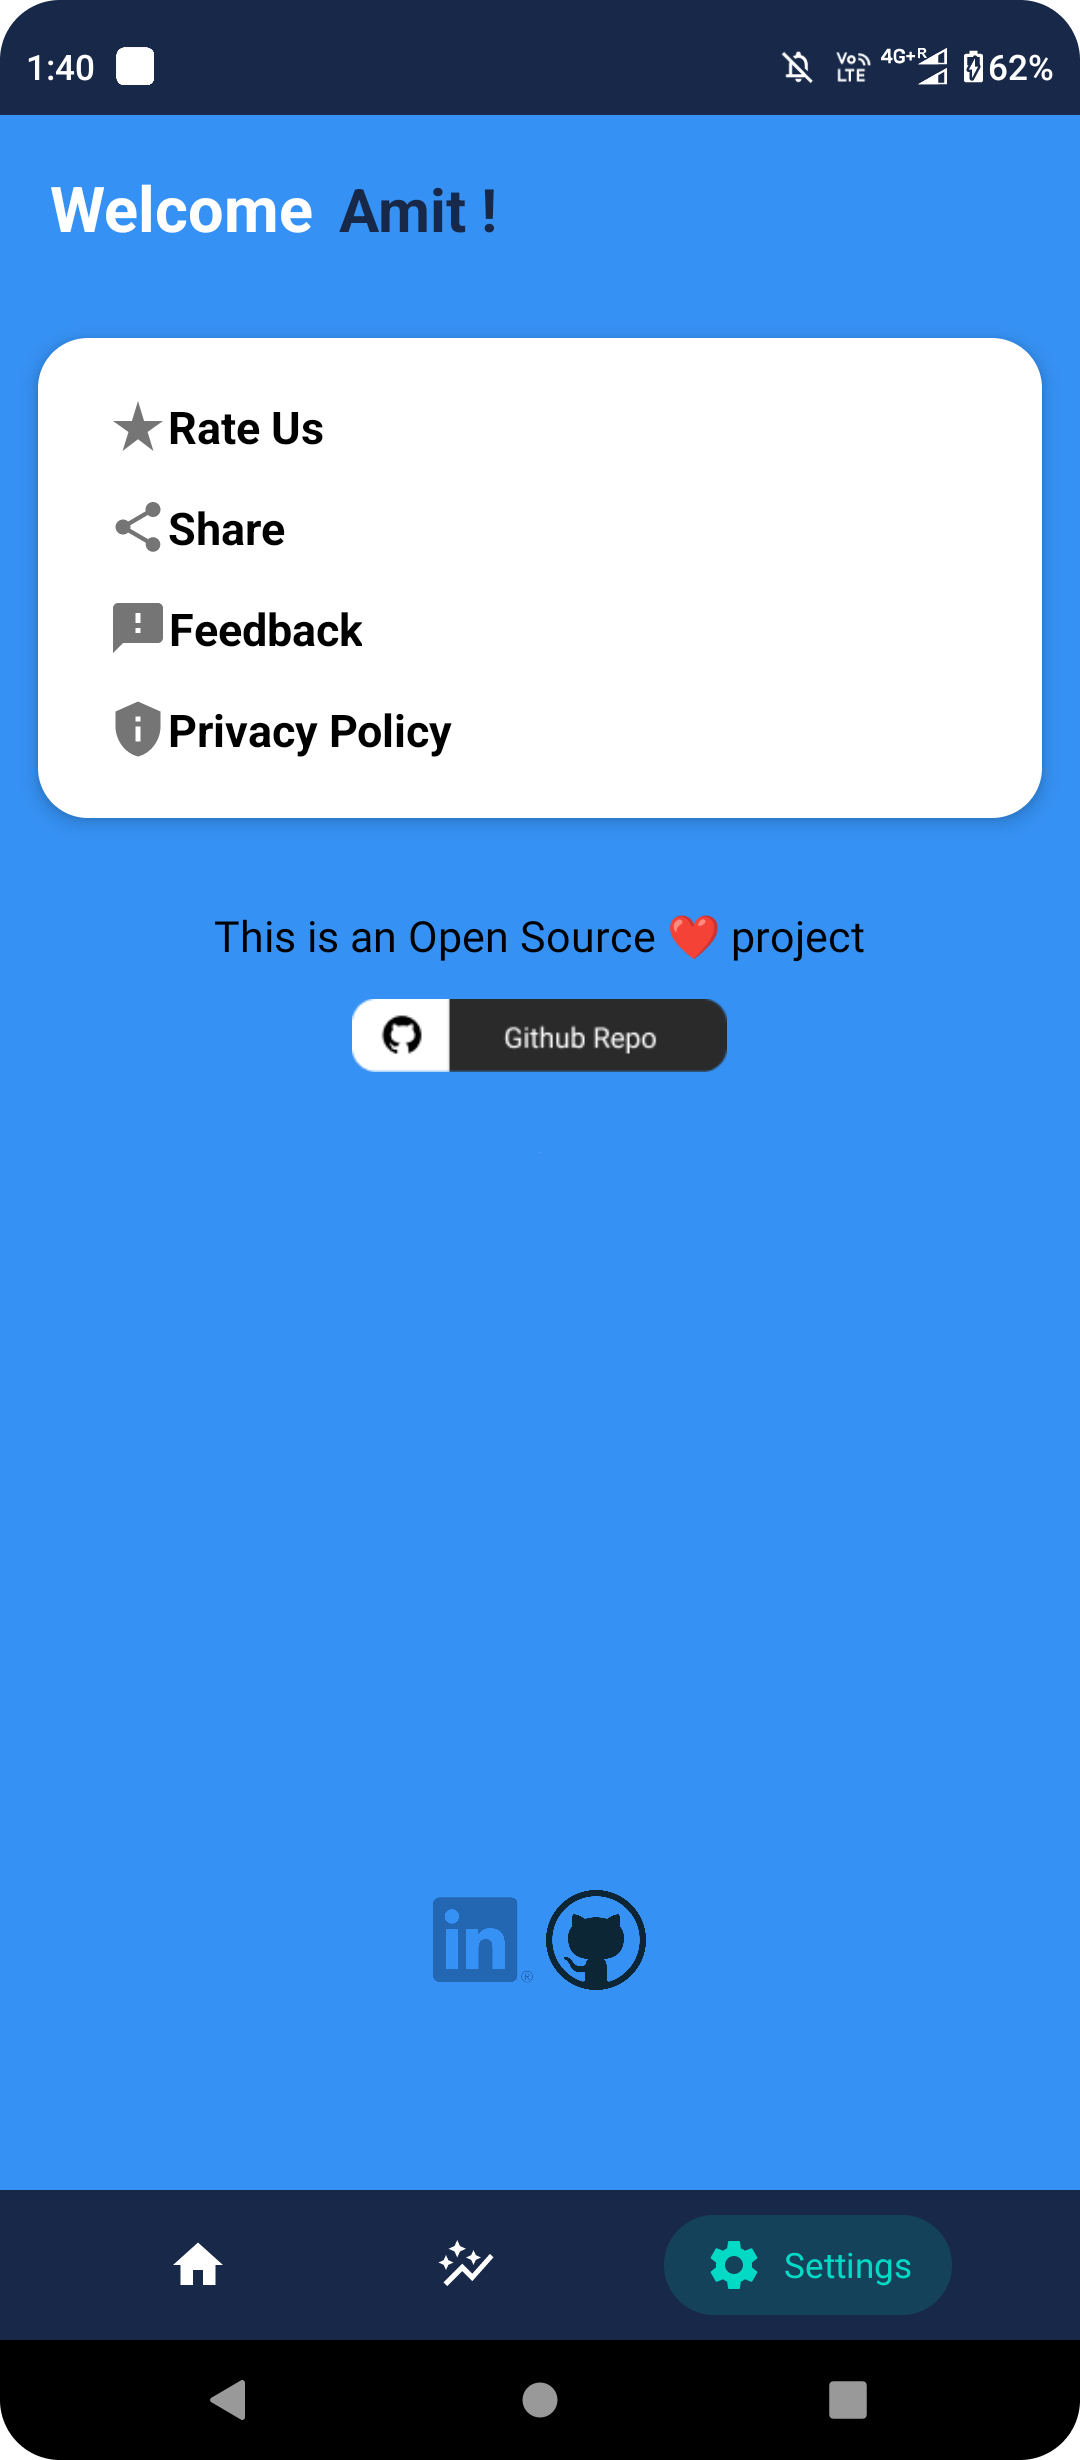 1:40 Vo LTE 4G+ R 62%
Welcome Amit !
Rate Us
Share
Feedback
Privacy Policy
This is an Open Source ❤️ project
Github Repo
in ®
Settings